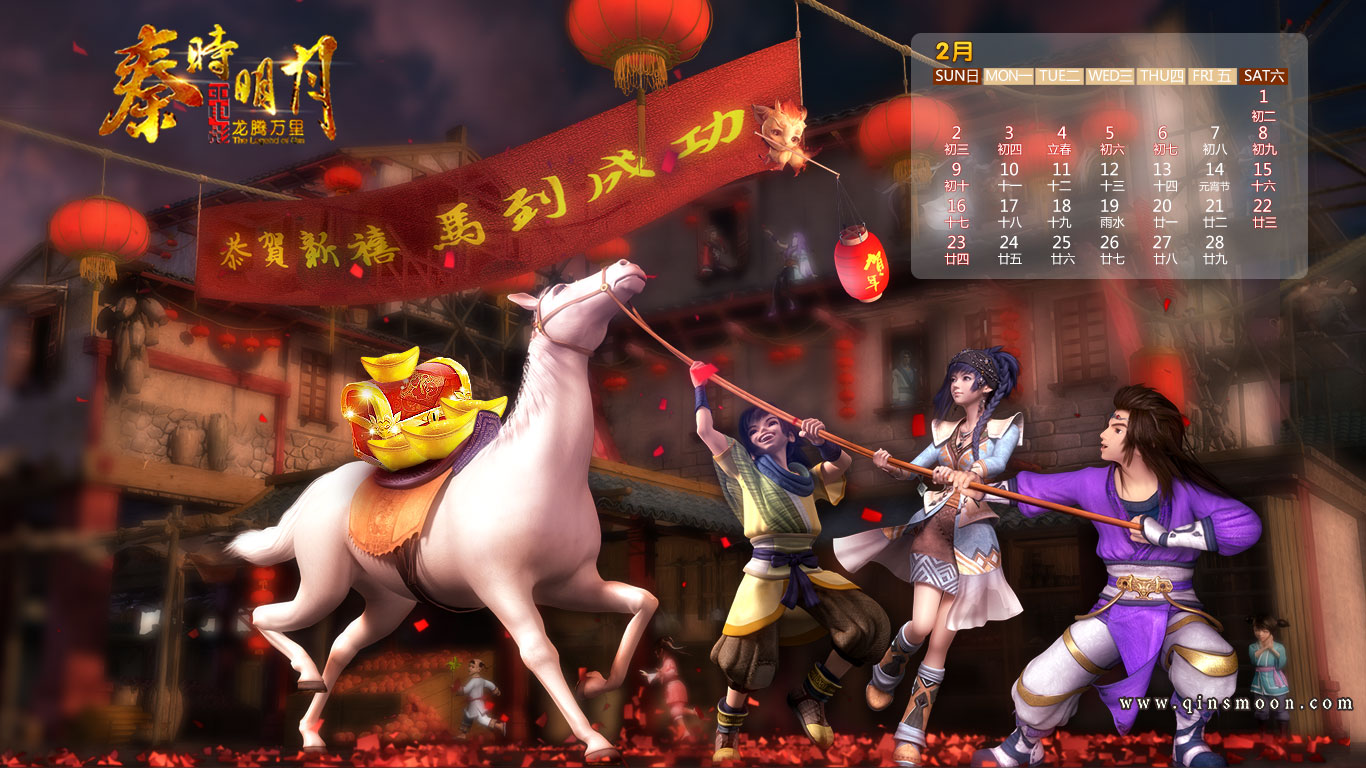 秦時明月
龙腾万里
The Legend of Qin
恭賀新禧 馬到成功
賀年
2月
SUN日 MON一 TUE二 WED三 THU四 FRI 五 SAT六
1
初二
2 3 4 5 6 7 8
初三 初四 立春 初六 初七 初八 初九
9 10 11 12 13 14 15
初十 十一 十二 十三 十四 元宵节 十六
16 17 18 19 20 21 22
十七 十八 十九 雨水 廿一 廿二 廿三
23 24 25 26 27 28
廿四 廿五 廿六 廿七 廿八 廿九
www.qinsmoon.com